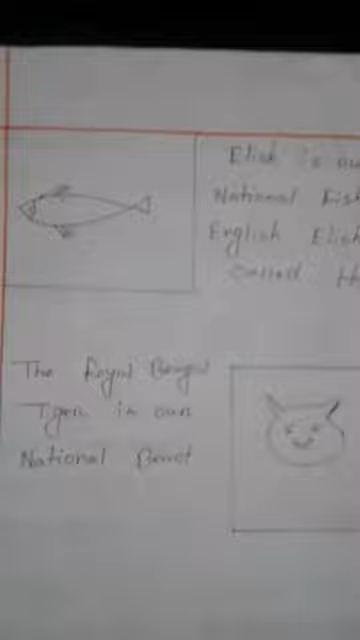 Elish is our
National Fish
English Elish
called
The Royal Bengal
Tiger is our
National Beast